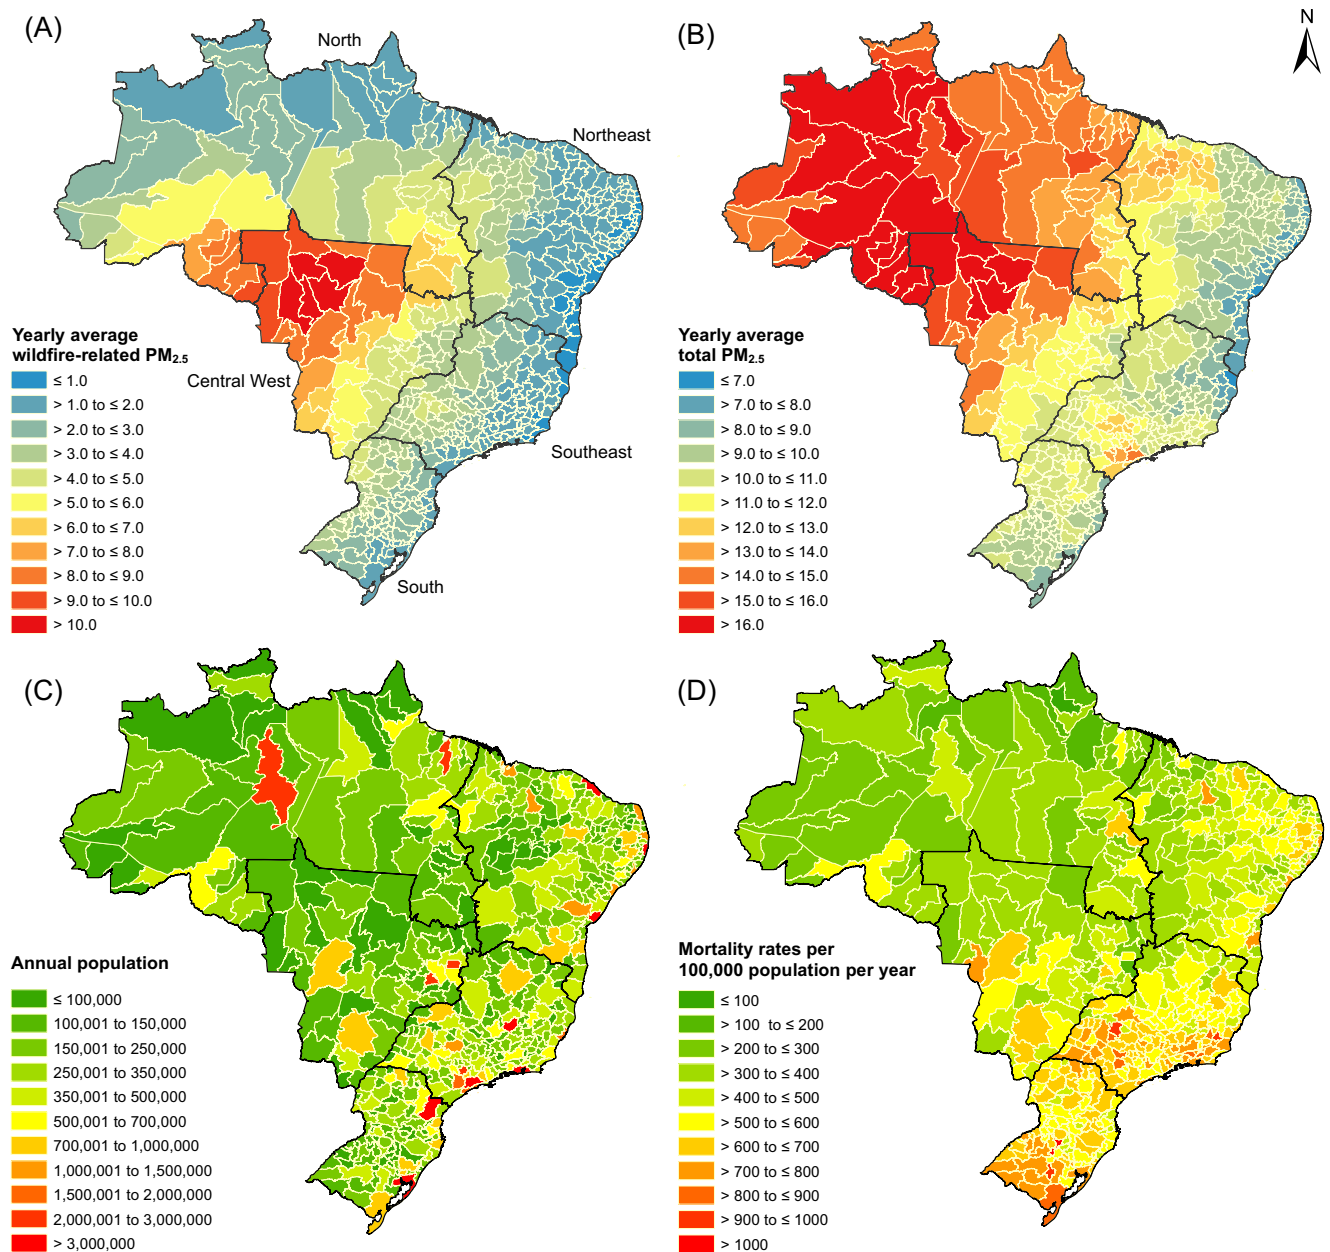 (A)
North
Northeast
Central West
Southeast
South
Yearly average
wildfire-related PM2.5
≤ 1.0
> 1.0 to ≤ 2.0
> 2.0 to ≤ 3.0
> 3.0 to ≤ 4.0
> 4.0 to ≤ 5.0
> 5.0 to ≤ 6.0
> 6.0 to ≤ 7.0
> 7.0 to ≤ 8.0
> 8.0 to ≤ 9.0
> 9.0 to ≤ 10.0
> 10.0
(B)
N
Yearly average
total PM2.5
≤ 7.0
> 7.0 to ≤ 8.0
> 8.0 to ≤ 9.0
> 9.0 to ≤ 10.0
> 10.0 to ≤ 11.0
> 11.0 to ≤ 12.0
> 12.0 to ≤ 13.0
> 13.0 to ≤ 14.0
> 14.0 to ≤ 15.0
> 15.0 to ≤ 16.0
> 16.0
(C)
Annual population
≤ 100,000
100,001 to 150,000
150,001 to 250,000
250,001 to 350,000
350,001 to 500,000
500,001 to 700,000
700,001 to 1,000,000
1,000,001 to 1,500,000
1,500,001 to 2,000,000
2,000,001 to 3,000,000
> 3,000,000
(D)
Mortality rates per
100,000 population per year
≤ 100
> 100 to ≤ 200
> 200 to ≤ 300
> 300 to ≤ 400
> 400 to ≤ 500
> 500 to ≤ 600
> 600 to ≤ 700
> 700 to ≤ 800
> 800 to ≤ 900
> 900 to ≤ 1000
> 1000